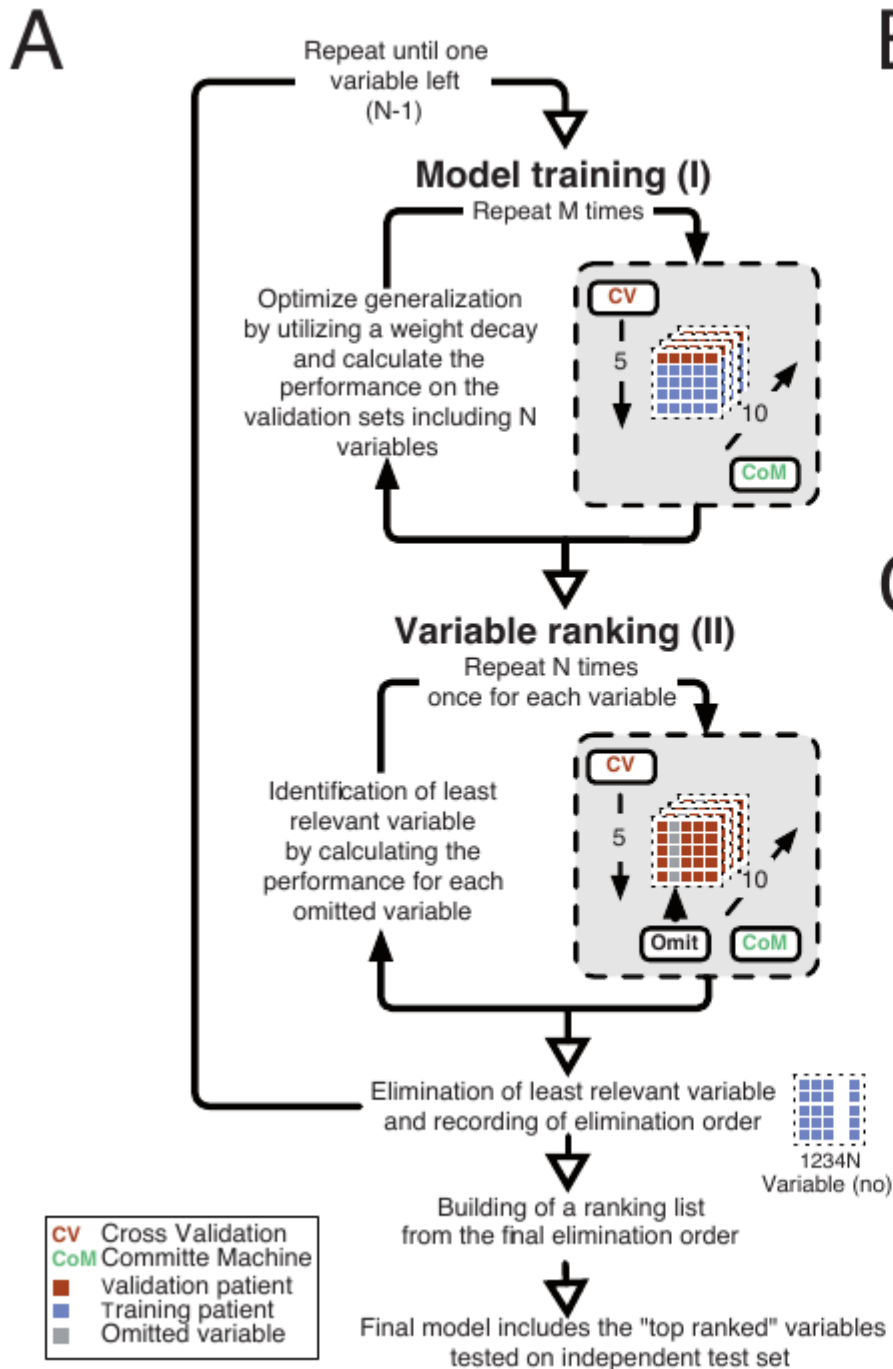 A
B
Repeat until one
variable left
(N-1)
Model training (I)
Repeat M times
Optimize generalization
by utilizing a weight decay
and calculate the
performance on the
validation sets including N
variables
CV
5
10
CoM
Variable ranking (II)
Repeat N times
once for each variable
Identification of least
relevant variable
by calculating the
performance for each
omitted variable
CV
5
10
Omit
CoM
Elimination of least relevant variable
and recording of elimination order
1234N
Variable (no)
Building of a ranking list
from the final elimination order
CV Cross Validation
CoM Committe Machine
Validation patient
Training patient
Omitted variable
Final model includes the "top ranked" variables
tested on independent test set